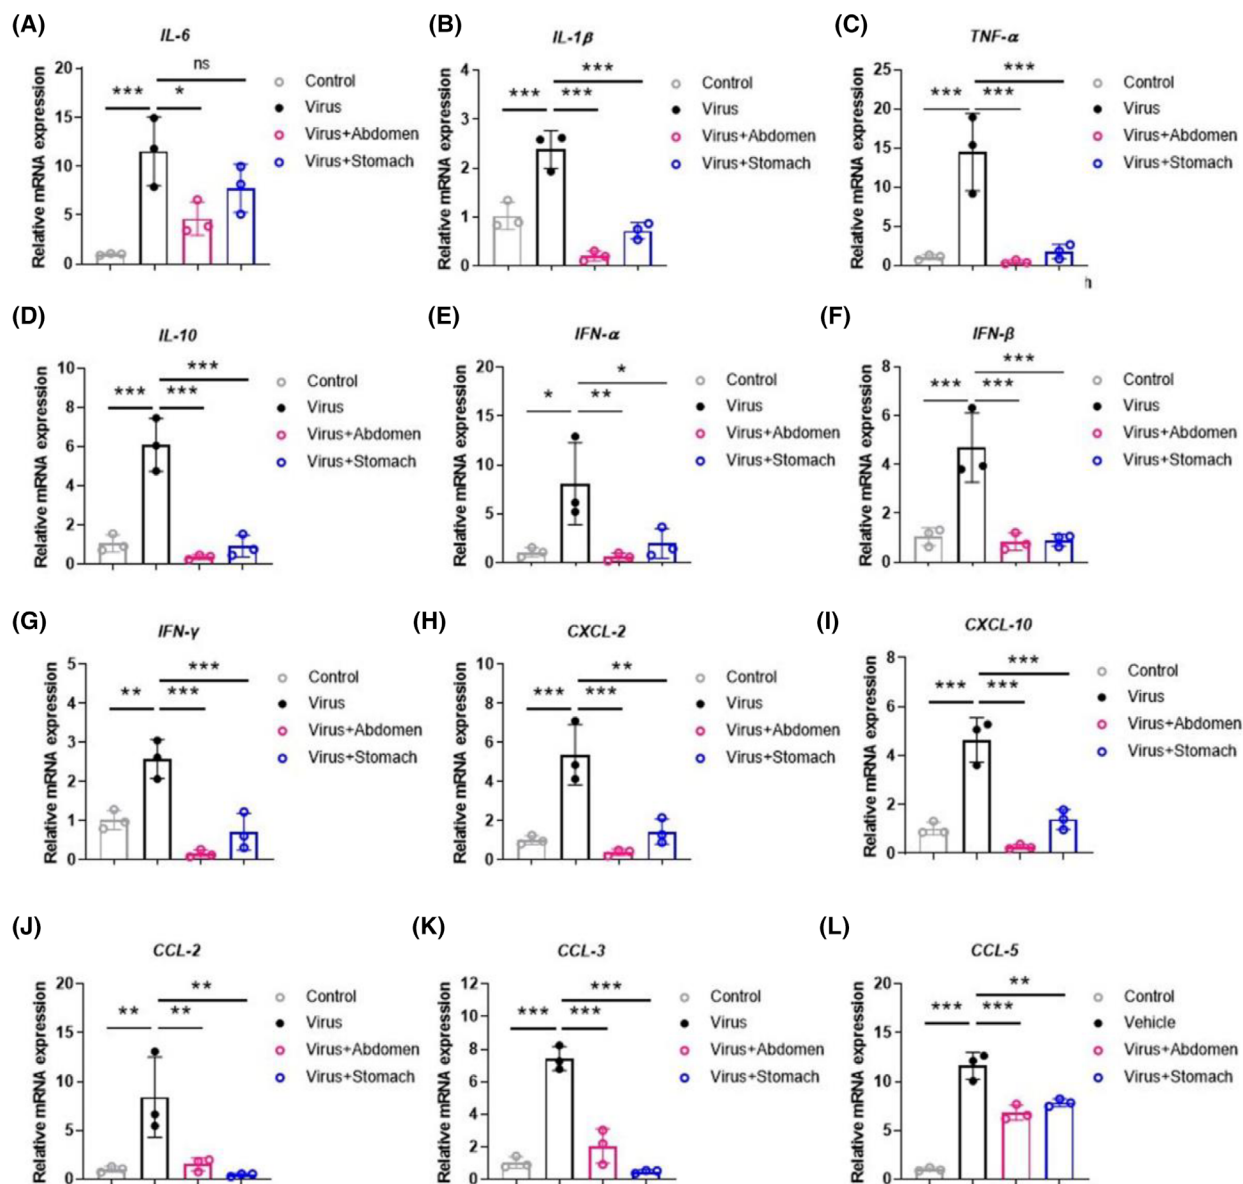 (A)
IL-6
Relative mRNA expression
20
15
10
5
0
***
*
ns
Control
Virus
Virus+Abdomen
Virus+Stomach
(B)
IL-1β
Relative mRNA expression
4
3
2
1
0
***
***
***
Control
Virus
Virus+Abdomen
Virus+Stomach
(C)
TNF-α
Relative mRNA expression
25
20
15
10
5
0
***
***
***
Control
Virus
Virus+Abdomen
Virus+Stomach
h
(D)
IL-10
Relative mRNA expression
10
8
6
4
2
0
***
***
***
Control
Virus
Virus+Abdomen
Virus+Stomach
(E)
IFN-α
Relative mRNA expression
20
15
10
5
0
*
**
*
Control
Virus
Virus+Abdomen
Virus+Stomach
(F)
IFN-β
Relative mRNA expression
8
6
4
2
0
***
***
***
Control
Virus
Virus+Abdomen
Virus+Stomach
(G)
IFN-γ
Relative mRNA expression
5
4
3
2
1
0
**
***
***
Control
Virus
Virus+Abdomen
Virus+Stomach
(H)
CXCL-2
Relative mRNA expression
10
8
6
4
2
0
***
***
**
Control
Virus
Virus+Abdomen
Virus+Stomach
(I)
CXCL-10
Relative mRNA expression
8
6
4
2
0
***
***
***
Control
Virus
Virus+Abdomen
Virus+Stomach
(J)
CCL-2
Relative mRNA expression
20
15
10
5
0
**
**
**
Control
Virus
Virus+Abdomen
Virus+Stomach
(K)
CCL-3
Relative mRNA expression
12
10
8
6
4
2
0
***
***
***
Control
Virus
Virus+Abdomen
Virus+Stomach
(L)
CCL-5
Relative mRNA expression
20
15
10
5
0
***
***
**
Control
Vehicle
Virus+Abdomen
Virus+Stomach